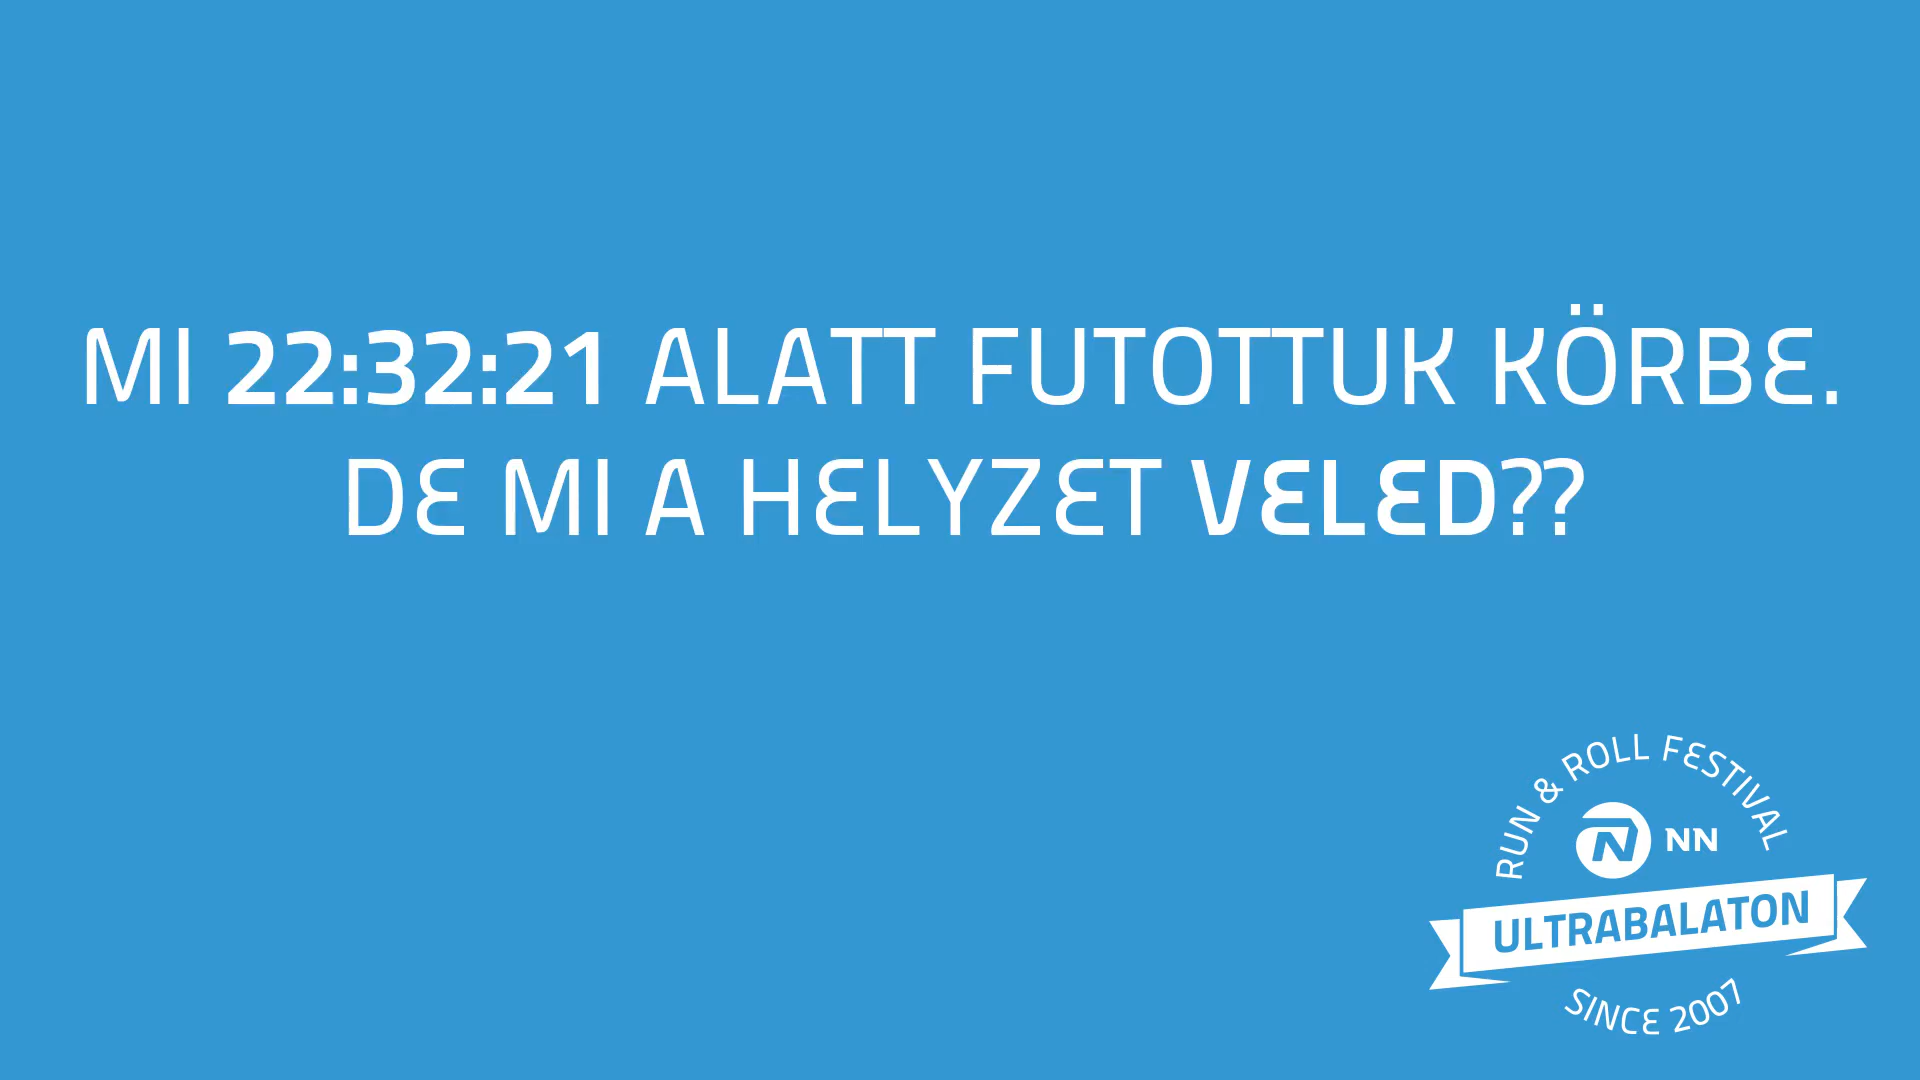 MI 22:32:21 ALATT FUTOTTUK KÖRBE.
DE MI A HELYZET VELED??
RUN & ROLL FESTIVAL
NN
ULTRABALATON
SINCE 2007